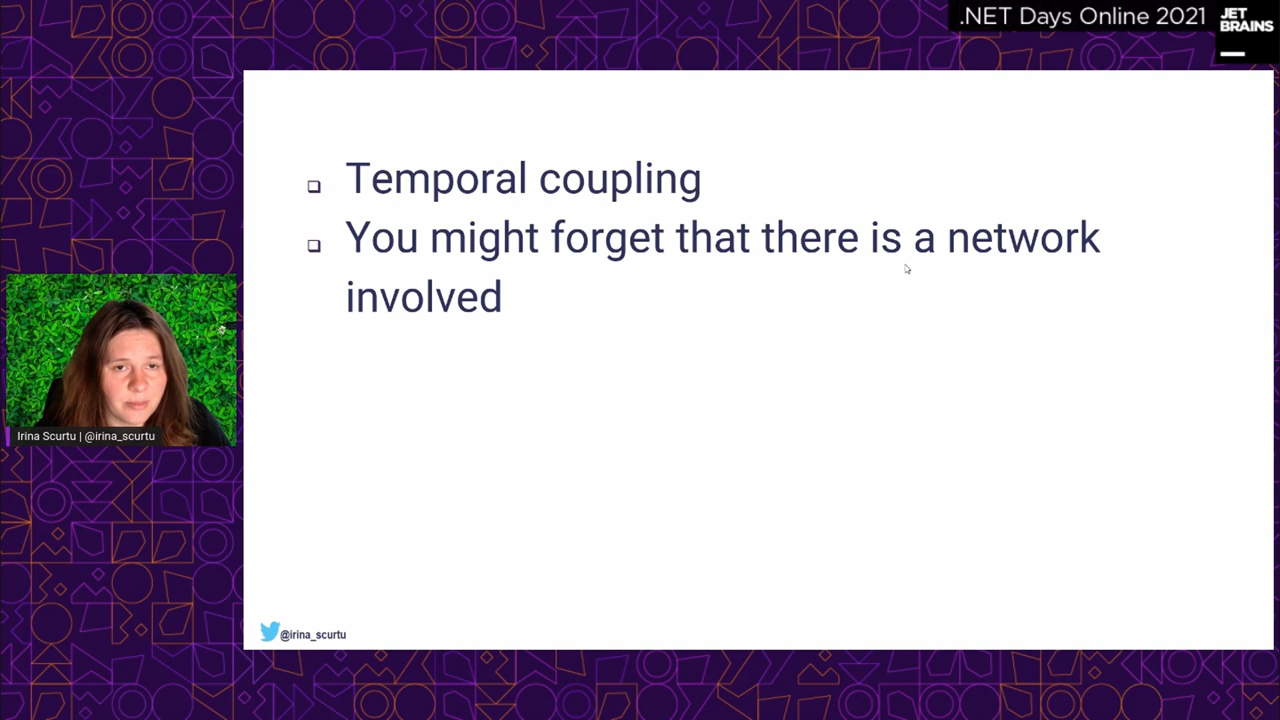 .NET Days Online 2021
JET
BRAINS
Temporal coupling
You might forget that there is a network
involved
Irina Scurtu | @irina_scurtu
@irina_scurtu